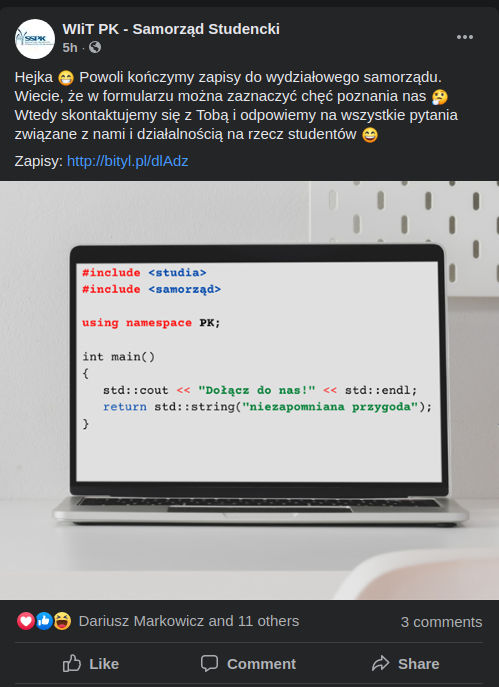 SSPK
WIiT PK - Samorząd Studencki
5h ·
Hejka 😁 Powoli kończymy zapisy do wydziałowego samorządu.
Wiecie, że w formularzu można zaznaczyć chęć poznania nas 🤔
Wtedy skontaktujemy się z Tobą i odpowiemy na wszystkie pytania
związane z nami i działalnością na rzecz studentów 😄
Zapisy: http://bityl.pl/dlAdz
#include <studia>
#include <samorząd>
using namespace PK;
int main()
{
std::cout << "Dołącz do nas!" << std::endl;
return std::string("niezapomniana przygoda");
}
Dariusz Markowicz and 11 others
3 comments
Like
Comment
Share